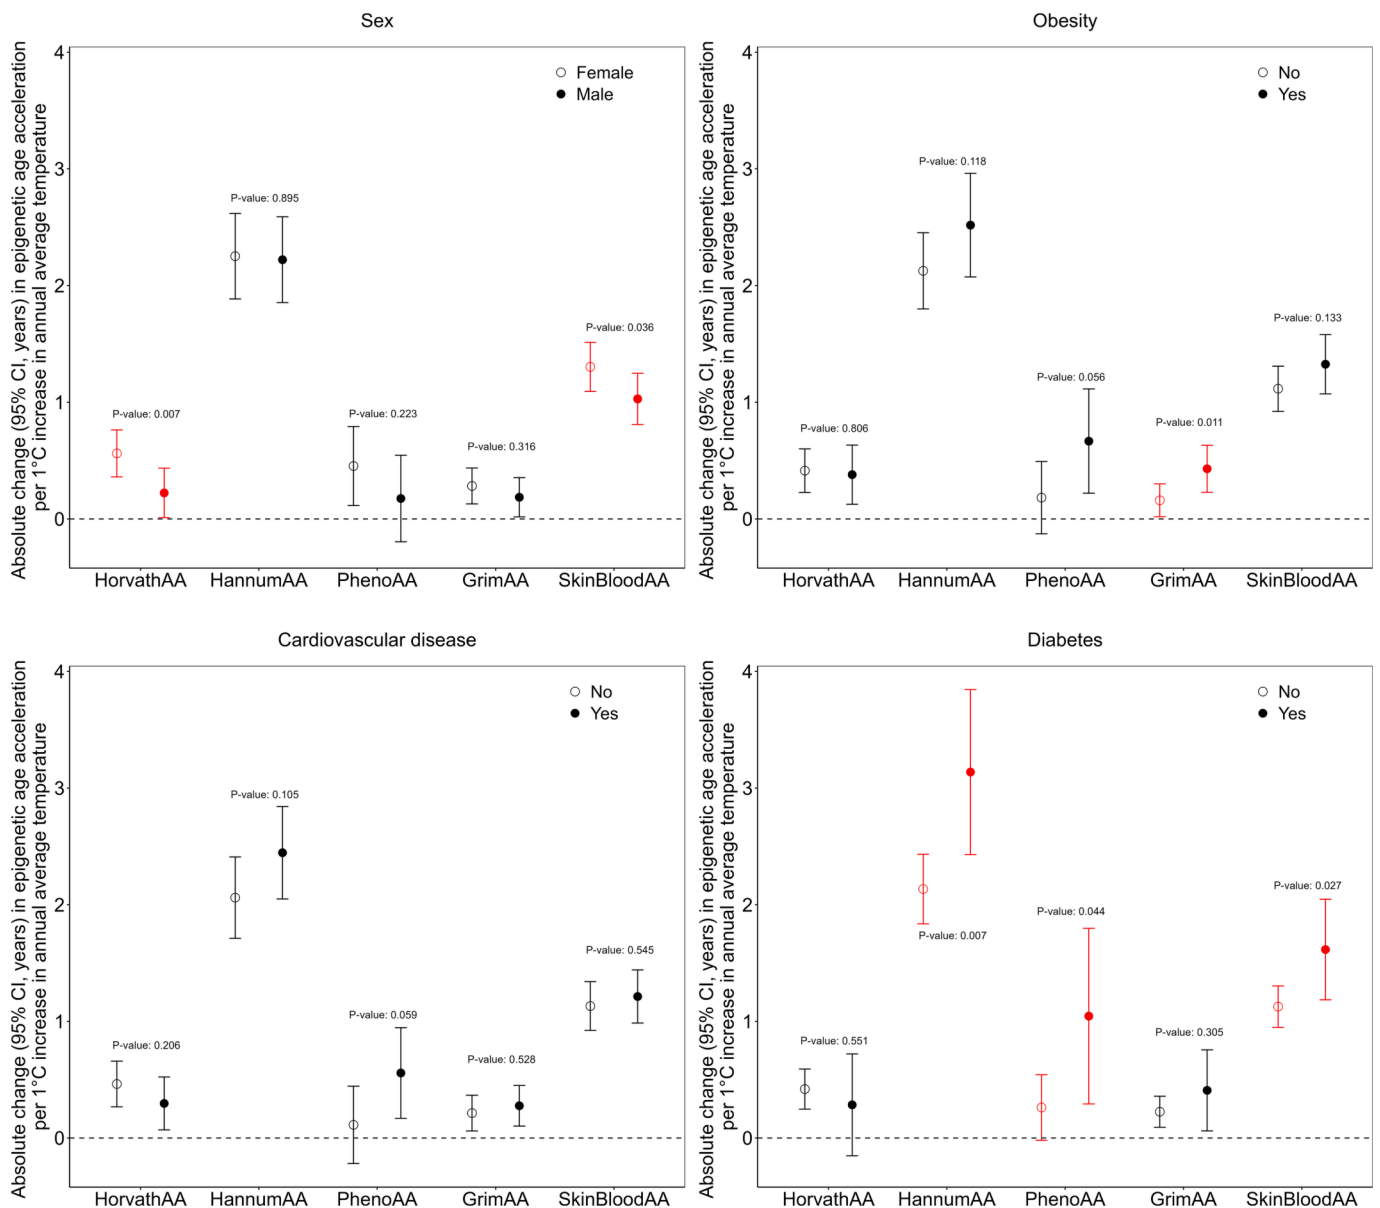 Sex
Absolute change (95% CI, years) in epigenetic age acceleration
per 1°C increase in annual average temperature
4
3
2
1
0
Female
Male
P-value: 0.007
P-value: 0.895
P-value: 0.223
P-value: 0.316
P-value: 0.036
HorvathAA
HannumAA
PhenoAA
GrimAA
SkinBloodAA
Obesity
Absolute change (95% CI, years) in epigenetic age acceleration
per 1°C increase in annual average temperature
4
3
2
1
0
No
Yes
P-value: 0.806
P-value: 0.118
P-value: 0.056
P-value: 0.011
P-value: 0.133
HorvathAA
HannumAA
PhenoAA
GrimAA
SkinBloodAA
Cardiovascular disease
Absolute change (95% CI, years) in epigenetic age acceleration
per 1°C increase in annual average temperature
4
3
2
1
0
No
Yes
P-value: 0.206
P-value: 0.105
P-value: 0.059
P-value: 0.528
P-value: 0.545
HorvathAA
HannumAA
PhenoAA
GrimAA
SkinBloodAA
Diabetes
Absolute change (95% CI, years) in epigenetic age acceleration
per 1°C increase in annual average temperature
4
3
2
1
0
No
Yes
P-value: 0.551
P-value: 0.007
P-value: 0.044
P-value: 0.305
P-value: 0.027
HorvathAA
HannumAA
PhenoAA
GrimAA
SkinBloodAA